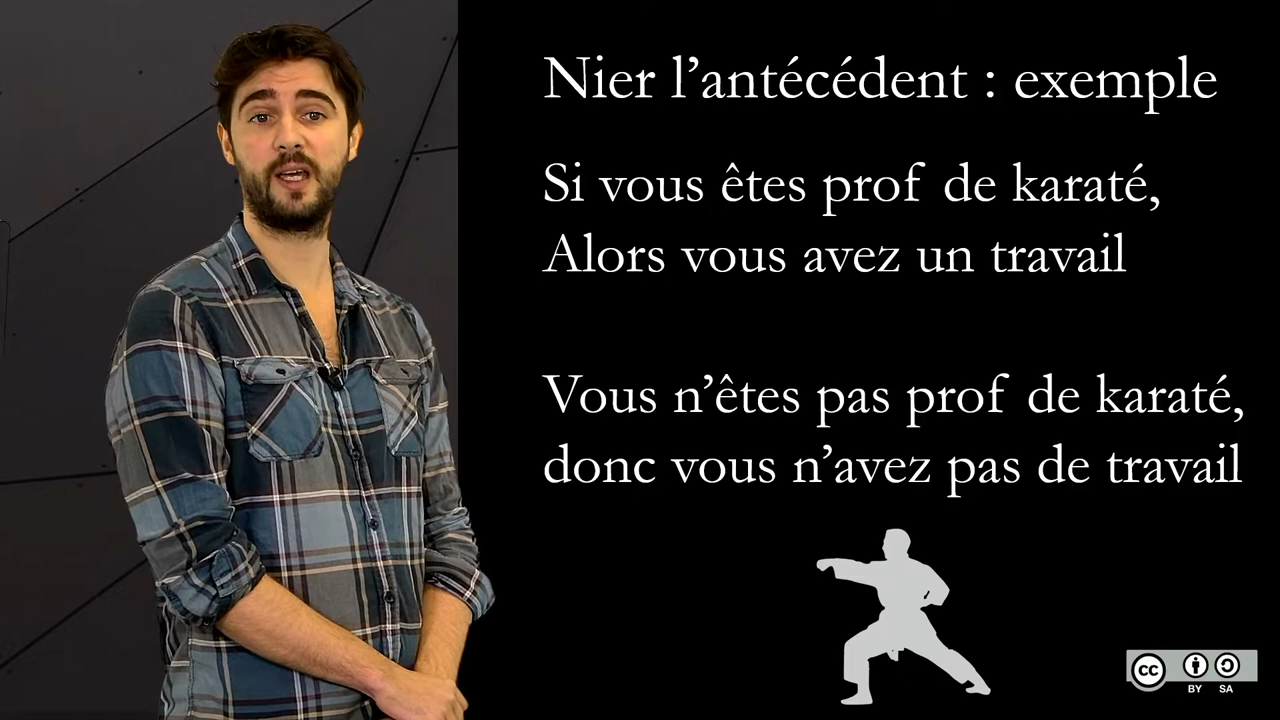 Nier l’antécédent : exemple
Si vous êtes prof de karaté,
Alors vous avez un travail
Vous n’êtes pas prof de karaté,
donc vous n’avez pas de travail
cc
BY SA